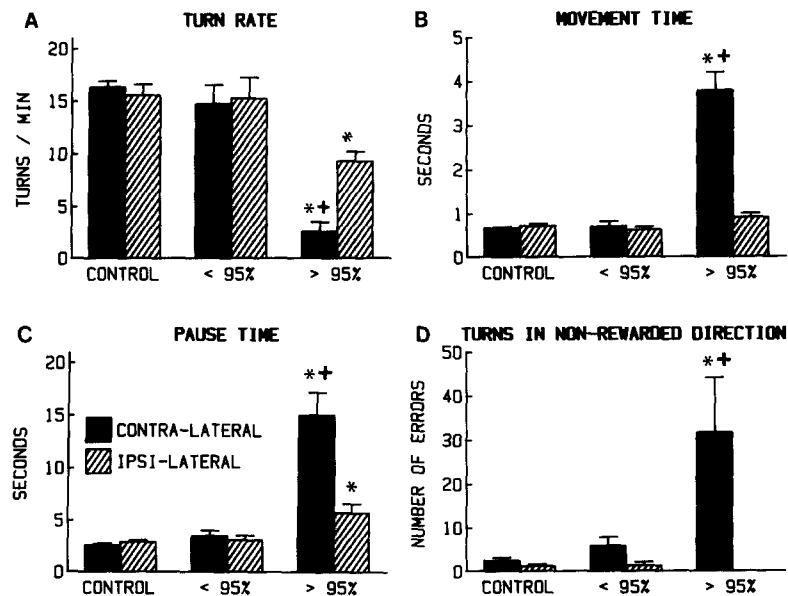 A TURN RATE
20
15
10
5
0
TURNS / MIN
*+
*
CONTROL < 95% > 95%
B MOVEMENT TIME
5
4
3
2
1
0
SECONDS
*+
CONTROL < 95% > 95%
C PAUSE TIME
20
15
10
5
0
SECONDS
CONTRA-LATERAL
IPSI-LATERAL
*+
*
CONTROL < 95% > 95%
D TURNS IN NON-REWARDED DIRECTION
50
40
30
20
10
0
NUMBER OF ERRORS
*+
CONTROL < 95% > 95%